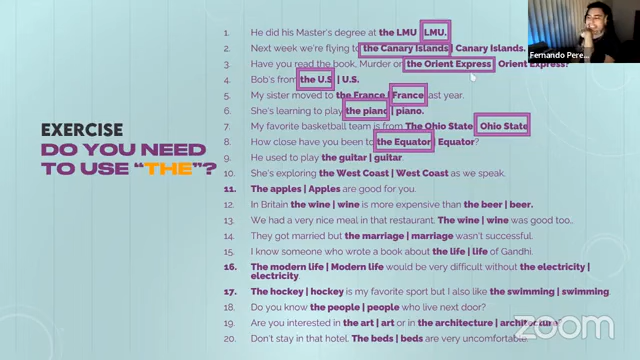 EXERCISE
DO YOU NEED
TO USE "THE"?
1. He did his Master's degree at the LMU | LMU.
2. Next week we're flying to the Canary Islands | Canary Islands.
3. Have you read the book, Murder on the Orient Express | Orient Express?
4. Bob's from the U.S | U.S.
5. My sister moved to the France | France last year.
6. She's learning to play the piano | piano.
7. My favorite basketball team is from The Ohio State | Ohio State
8. How close have you been to the Equator | Equator?
9. He used to play the guitar | guitar.
10. She's exploring the West Coast | West Coast as we speak.
11. The apples | Apples are good for you.
12. In Britain the wine | wine is more expensive than the beer | beer.
13. We had a very nice meal in that restaurant. The wine | wine was good too..
14. They got married but the marriage | marriage wasn't successful.
15. I know someone who wrote a book about the life | life of Gandhi.
16. The modern life | Modern life would be very difficult without the electricity |
electricity.
17. The hockey | hockey is my favorite sport but I also like the swimming | swimming.
18. Do you know the people | people who live next door?
19. Are you interested in the art | art or in the architecture | architecture
20. Don't stay in that hotel. The beds | beds are very uncomfortable.
Fernando Pere...
zoom